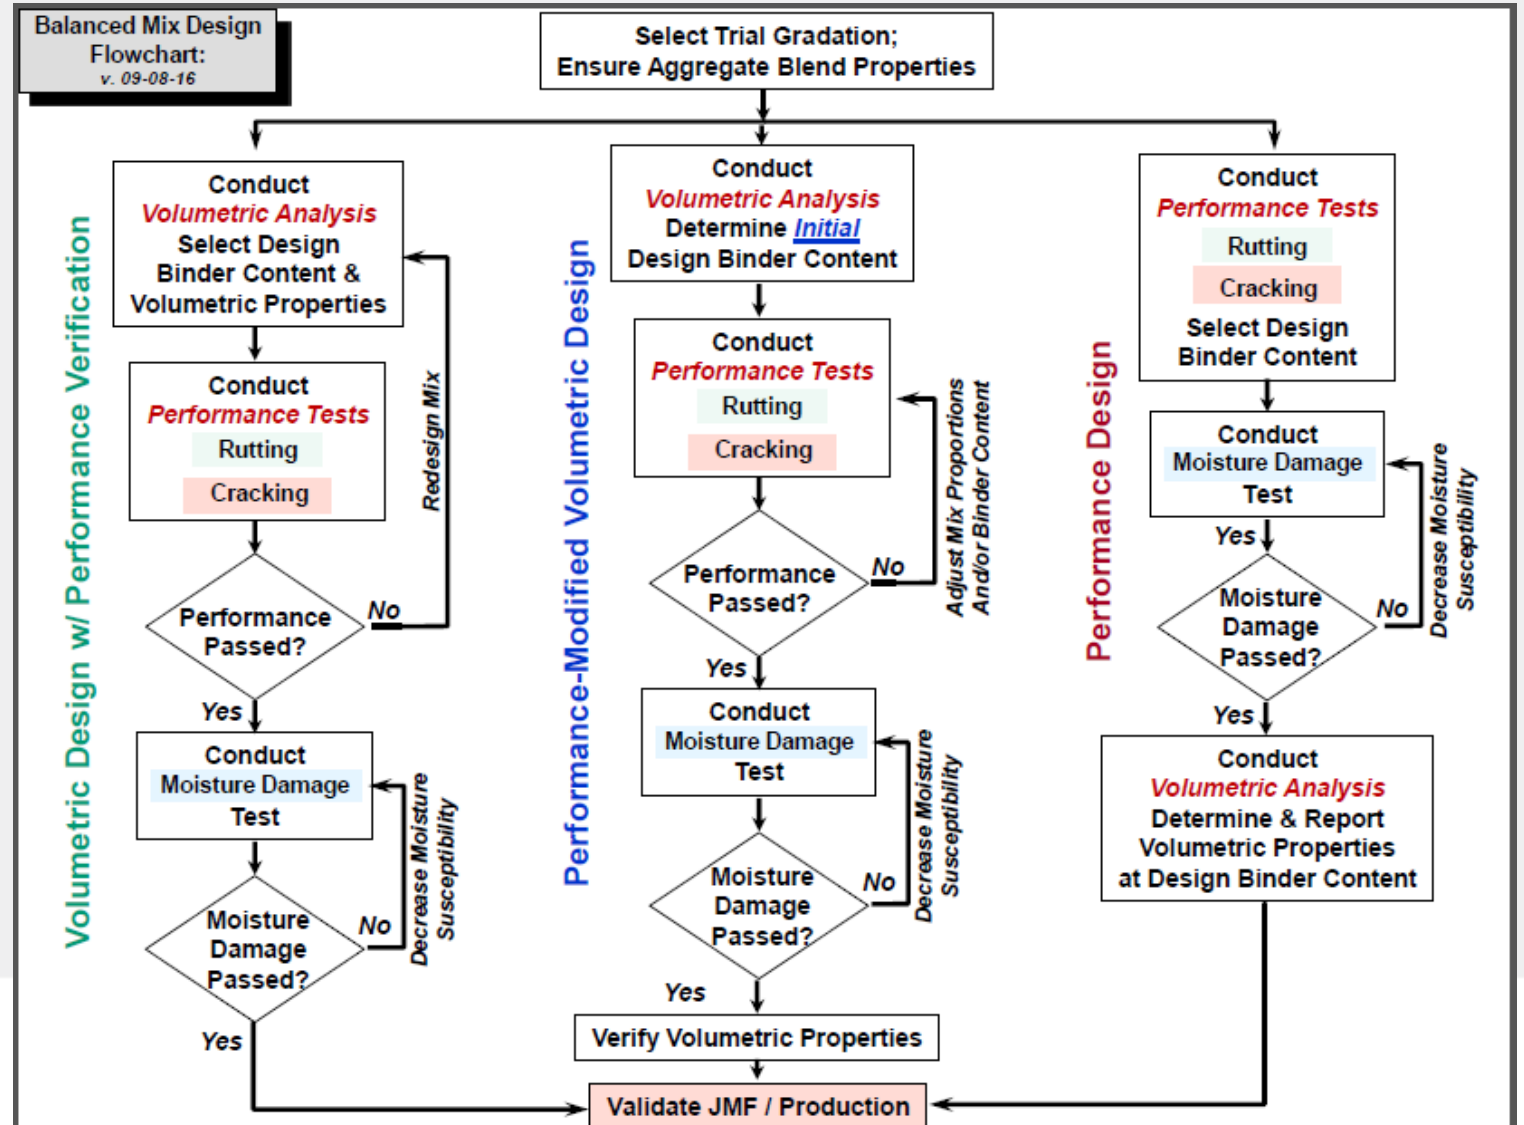 Balanced Mix Design
Flowchart:
v. 09-08-16
Select Trial Gradation;
Ensure Aggregate Blend Properties
Volumetric Design w/ Performance Verification
Conduct
Volumetric Analysis
Select Design
Binder Content &
Volumetric Properties
Conduct
Performance Tests
Rutting
Cracking
Redesign Mix
Performance
Passed?
No
Yes
Conduct
Moisture Damage
Test
Decrease Moisture
Susceptibility
Moisture
Damage
Passed?
No
Yes
Performance-Modified Volumetric Design
Conduct
Volumetric Analysis
Determine Initial
Design Binder Content
Conduct
Performance Tests
Rutting
Cracking
Adjust Mix Proportions
And/or Binder Content
Performance
Passed?
No
Yes
Conduct
Moisture Damage
Test
Decrease Moisture
Susceptibility
Moisture
Damage
Passed?
No
Yes
Verify Volumetric Properties
Performance Design
Conduct
Performance Tests
Rutting
Cracking
Select Design
Binder Content
Conduct
Moisture Damage
Test
Decrease Moisture
Susceptibility
Yes
Moisture
Damage
Passed?
No
Yes
Conduct
Volumetric Analysis
Determine & Report
Volumetric Properties
at Design Binder Content
Validate JMF / Production